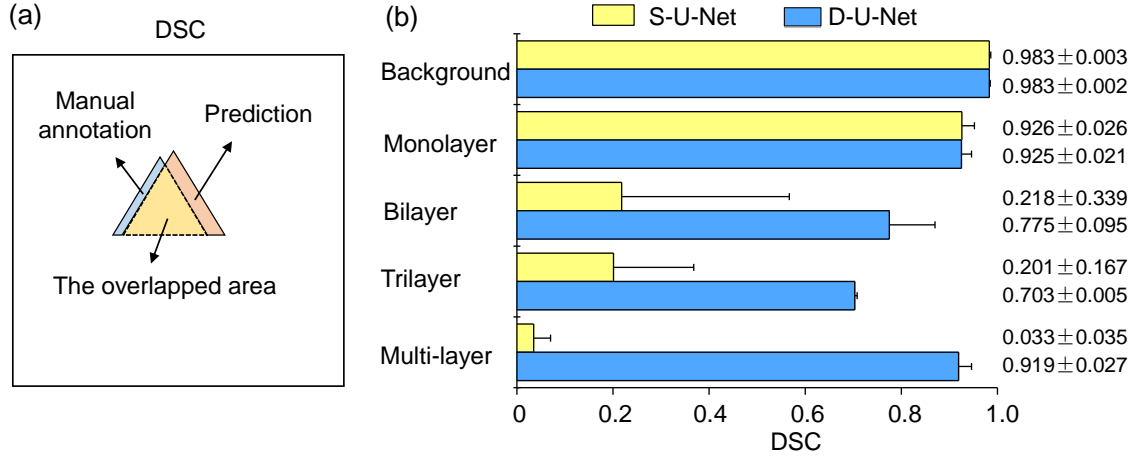 (a)
DSC
Manual
annotation
Prediction
The overlapped area
(b)
S-U-Net
D-U-Net
Background
0.983±0.003
0.983±0.002
Monolayer
0.926±0.026
0.925±0.021
Bilayer
0.218±0.339
0.775±0.095
Trilayer
0.201±0.167
0.703±0.005
Multi-layer
0.033±0.035
0.919±0.027
0 0.2 0.4 0.6 0.8 1.0
DSC